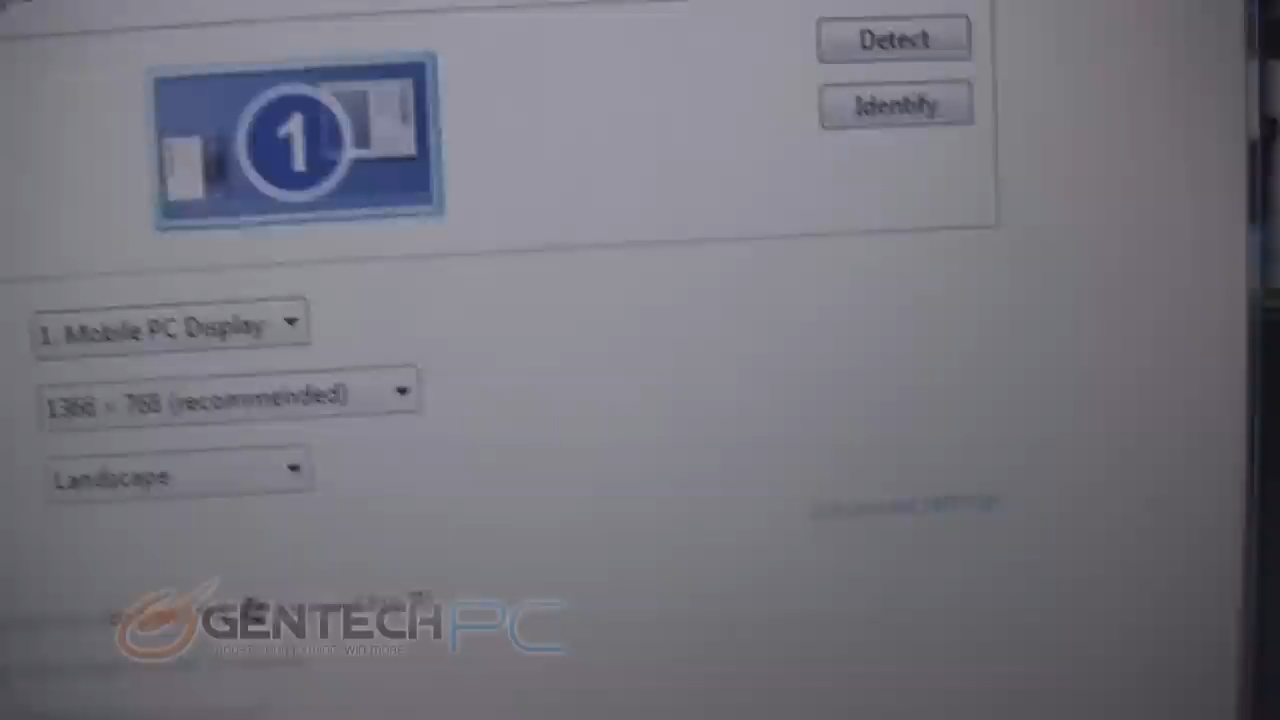 Detect
1
Identify
1. Mobile PC Display
1366 × 768 (recommended)
Landscape
GENTECH PC